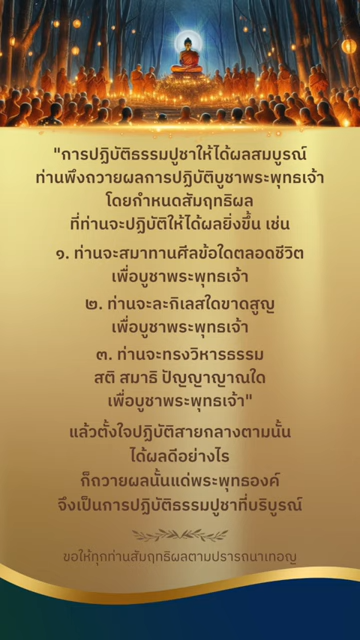 "การปฏิบัติธรรมปูชาให้ได้ผลสมบูรณ์
ท่านพึงถวายผลการปฏิบัติบูชาพระพุทธเจ้า
โดยกำหนดสัมฤทธิผล
ที่ท่านจะปฏิบัติให้ได้ผลยิ่งขึ้น เช่น
๑. ท่านจะสมาทานศีลข้อใดตลอดชีวิต
เพื่อบูชาพระพุทธเจ้า
๒. ท่านจะละกิเลสใดขาดสูญ
เพื่อบูชาพระพุทธเจ้า
๓. ท่านจะทรงวิหารธรรม
สติ สมาธิ ปัญญาญาณใด
เพื่อบูชาพระพุทธเจ้า"
แล้วตั้งใจปฏิบัติสายกลางตามนั้น
ได้ผลดีอย่างไร
ก็ถวายผลนั้นแด่พระพุทธองค์
จึงเป็นการปฏิบัติธรรมปูชาที่บริบูรณ์
ขอให้ทุกท่านสัมฤทธิผลตามปรารถนาเทอญ